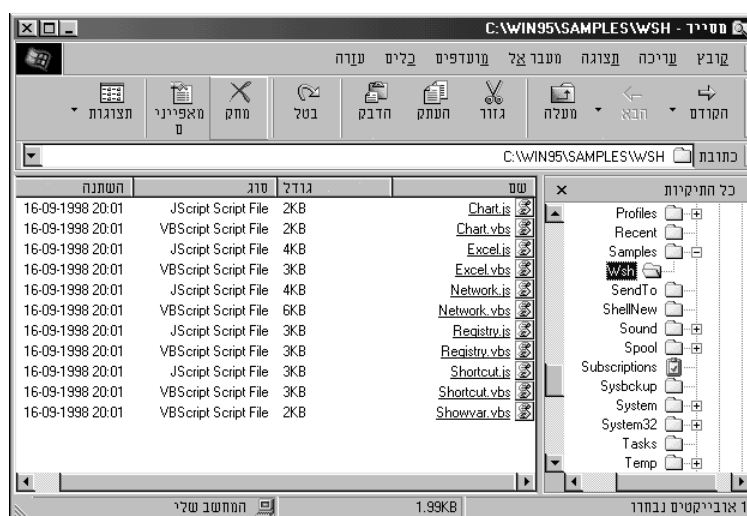 C:\WIN95\SAMPLES\WSH - מסייר
קובץ עריכה תצוגה מעבר אל מועדפים כלים עזרה
הקודם הבא מעלה גזור העתק הדבק בטל מחק מאפייני ם תצוגות
כתובת C:\WIN95\SAMPLES\WSH
כל התיקיות
Profiles
Recent
Samples
Wsh
SendTo
ShellNew
Sound
Spool
Subscriptions
Sysbckup
System
System32
Tasks
Temp
שם גודל סוג השתנה
Chart.js 2KB JScript Script File 16-09-1998 20:01
Chart.vbs 2KB VBScript Script File 16-09-1998 20:01
Excel.js 4KB JScript Script File 16-09-1998 20:01
Excel.vbs 3KB VBScript Script File 16-09-1998 20:01
Network.js 4KB JScript Script File 16-09-1998 20:01
Network.vbs 6KB VBScript Script File 16-09-1998 20:01
Registry.js 3KB JScript Script File 16-09-1998 20:01
Registry.vbs 3KB VBScript Script File 16-09-1998 20:01
Shortcut.js 3KB JScript Script File 16-09-1998 20:01
Shortcut.vbs 3KB VBScript Script File 16-09-1998 20:01
Showvar.vbs 2KB VBScript Script File 16-09-1998 20:01
1 אובייקטים נבחרו 1.99KB המחשב שלי